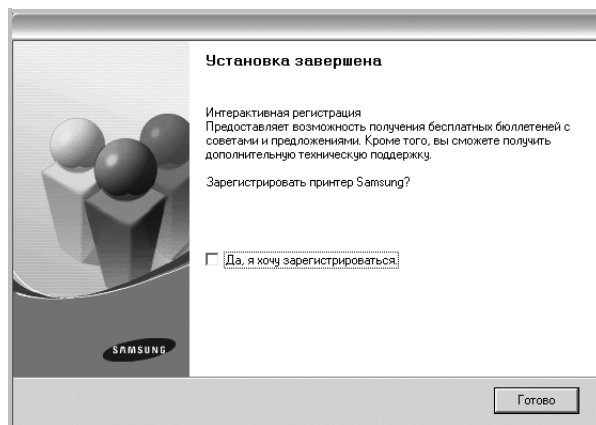 Установка завершена
Интерактивная регистрация
Предоставляет возможность получения бесплатных бюллетеней с
советами и предложениями. Кроме того, вы сможете получить
дополнительную техническую поддержку.
Зарегистрировать принтер Samsung?
Да, я хочу зарегистрироваться.
SAMSUNG
Готово